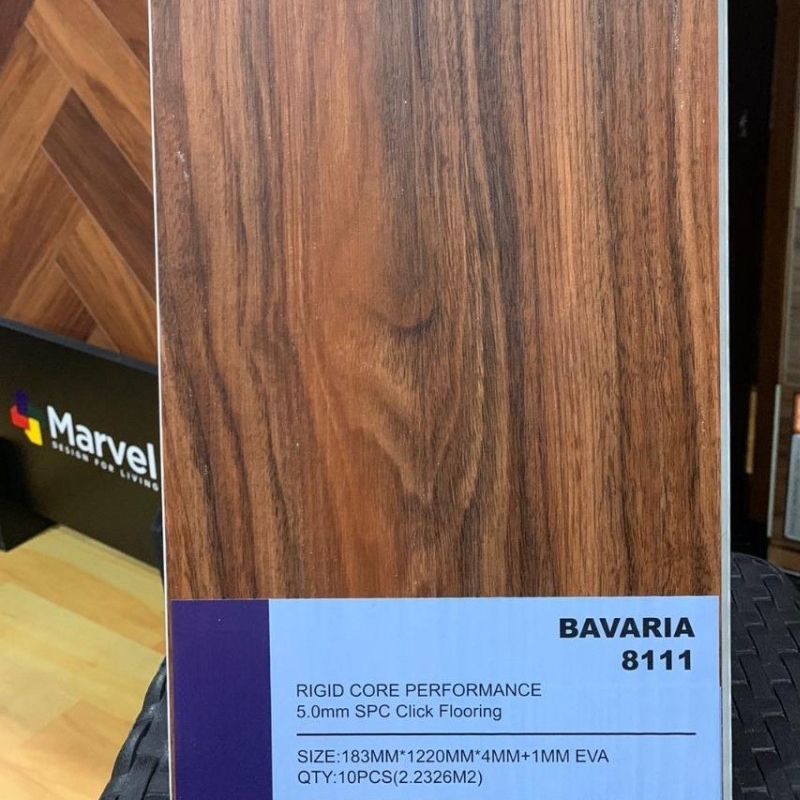 Marvel
DESIGN FOR LIVING
BAVARIA
8111
RIGID CORE PERFORMANCE
5.0mm SPC Click Flooring
SIZE:183MM*1220MM*4MM+1MM EVA
QTY:10PCS(2.2326M2)